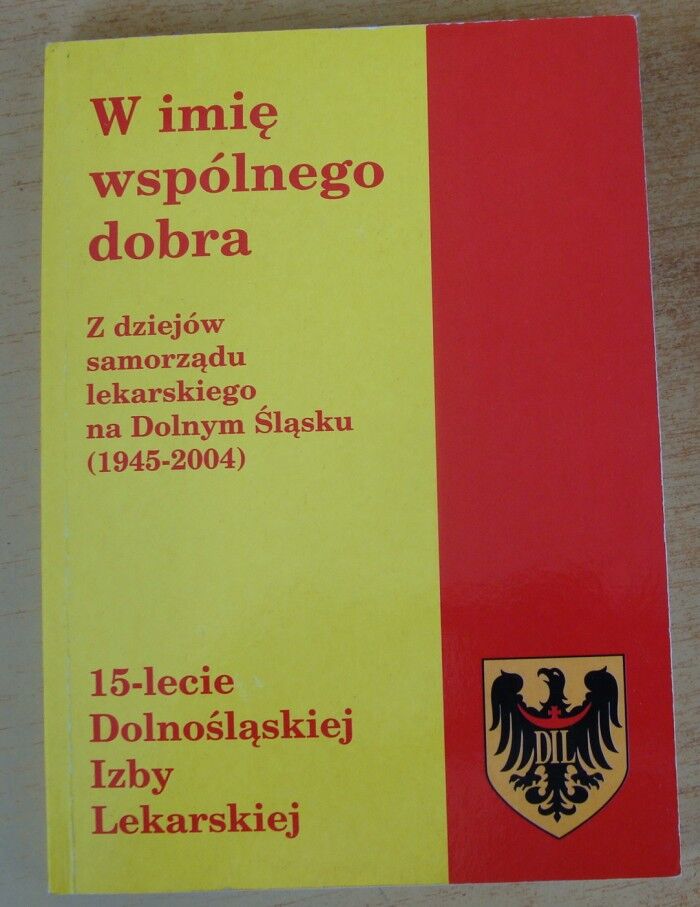 W imię
wspólnego
dobra
Z dziejów
samorządu
lekarskiego
na Dolnym Śląsku
(1945-2004)
15-lecie
Dolnośląskiej
Izby
Lekarskiej
DIL